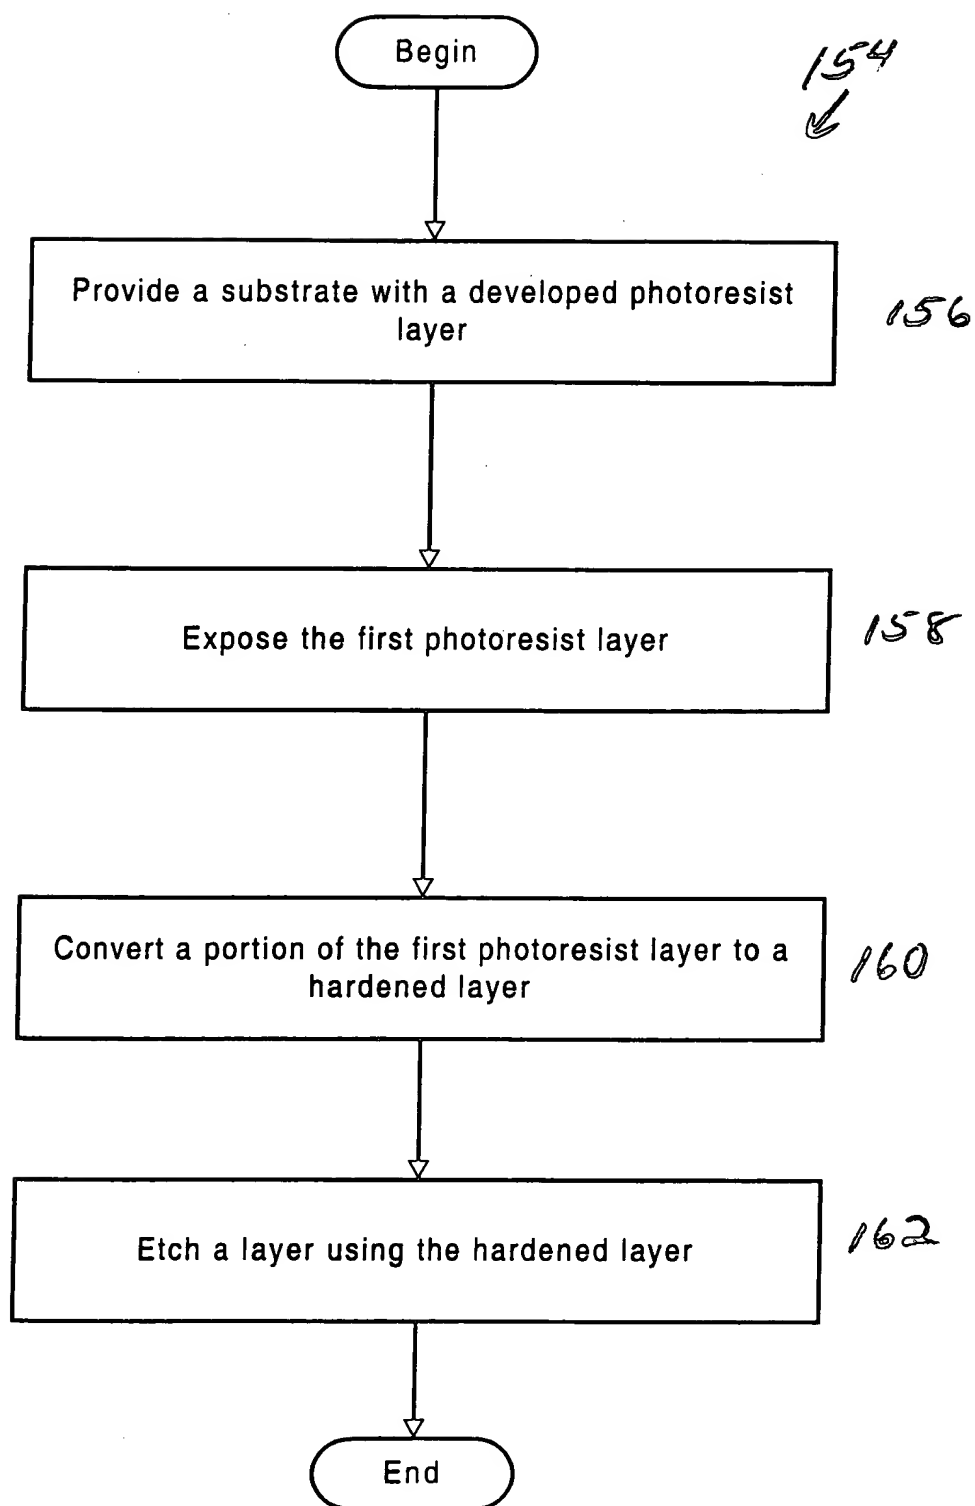 Begin
154
Provide a substrate with a developed photoresist
layer
156
Expose the first photoresist layer
158
Convert a portion of the first photoresist layer to a
hardened layer
160
Etch a layer using the hardened layer
162
End